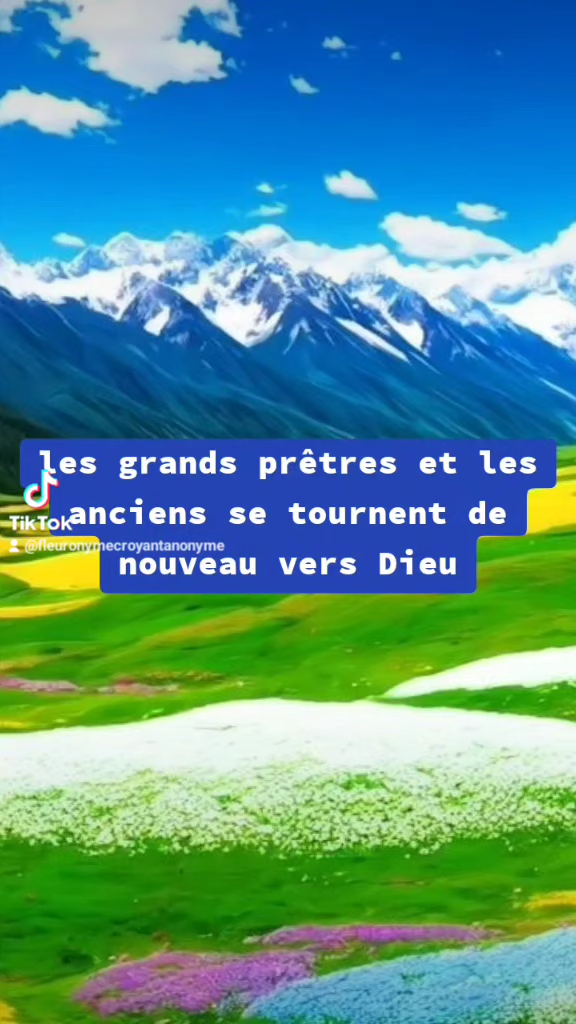 les grands prêtres et les
anciens se tournent de
nouveau vers Dieu
TikTok
@fleuronymecroyantanonyme